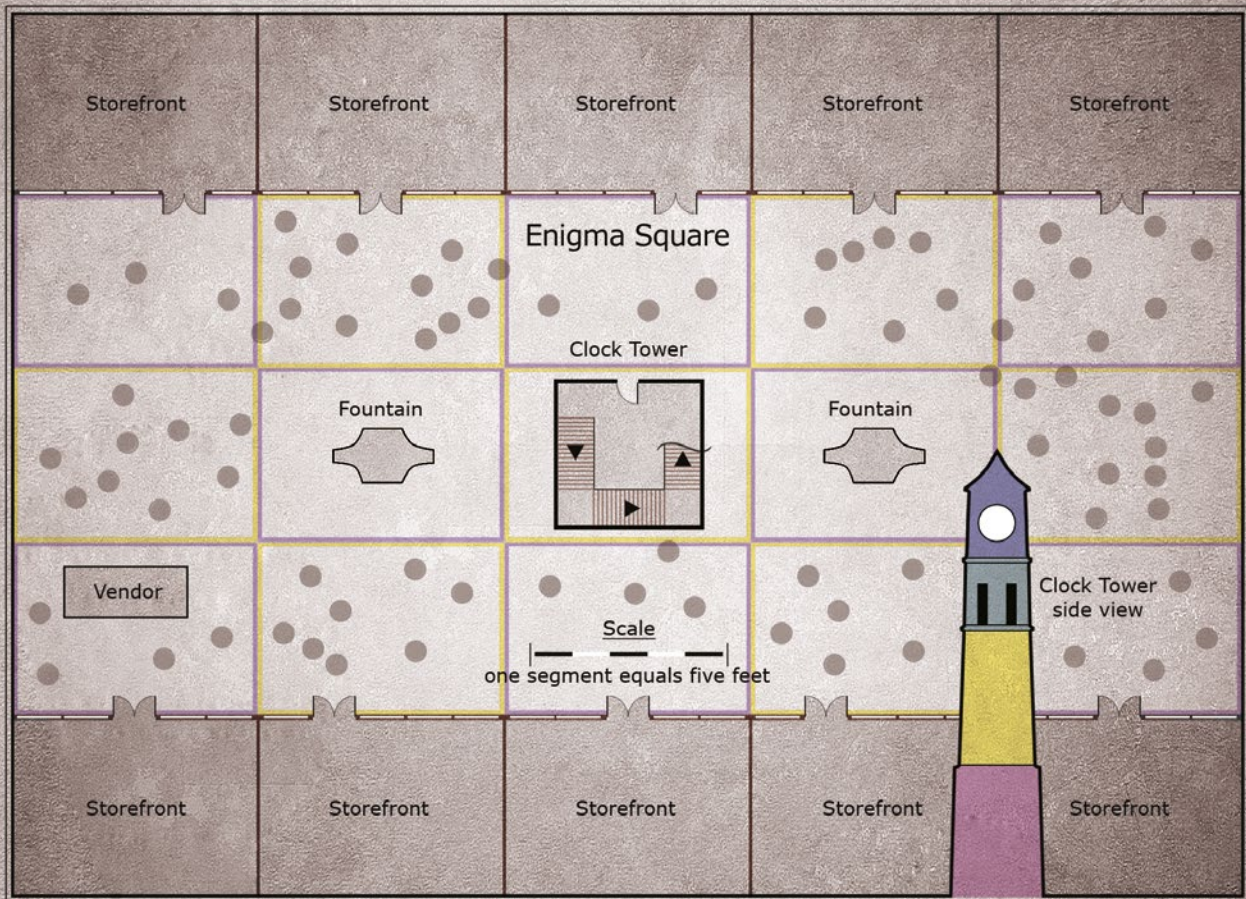 Storefront
Storefront
Storefront
Storefront
Storefront
Enigma Square
Clock Tower
Fountain
Fountain
Vendor
Clock Tower
side view
Scale
one segment equals five feet
Storefront
Storefront
Storefront
Storefront
Storefront